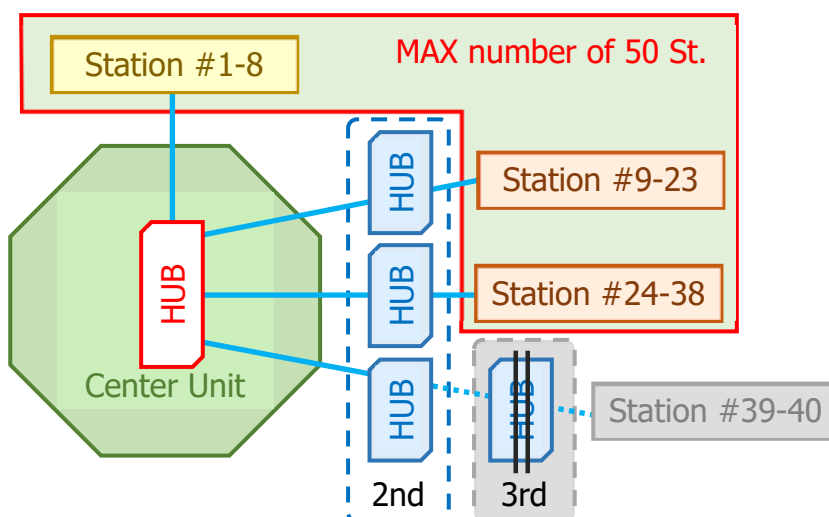 Station #1-8
MAX number of 50 St.
HUB
Station #9-23
HUB
HUB
Station #24-38
Center Unit
HUB
HUB
Station #39-40
2nd
3rd